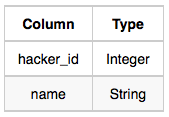 Column Type
hacker_id Integer
name String